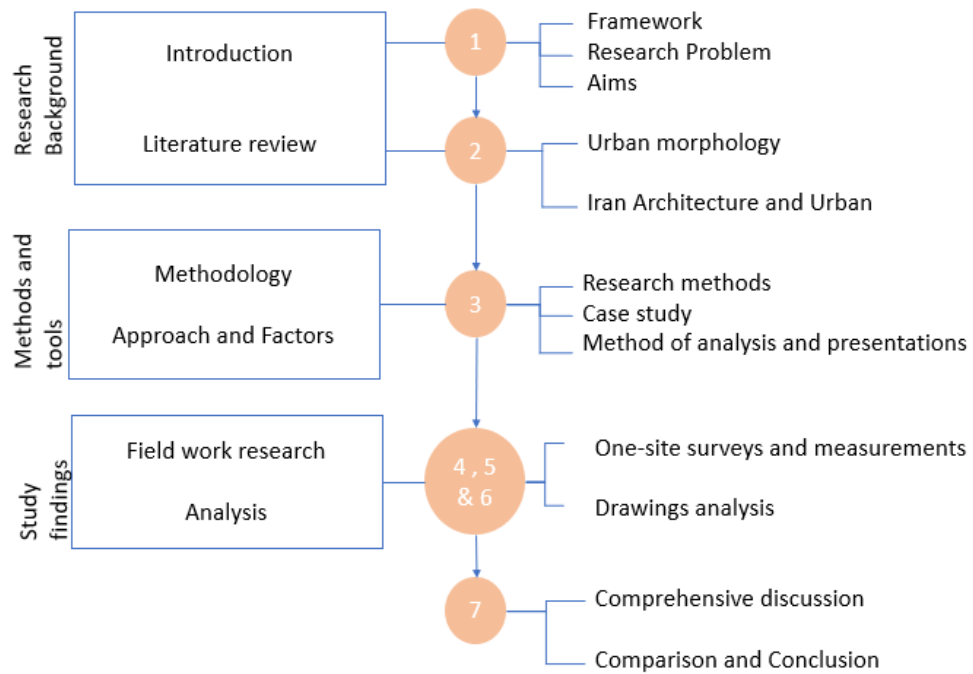 Research
Background
Introduction
Literature review
1
Framework
Research Problem
Aims
2
Urban morphology
Iran Architecture and Urban
Methods and
tools
Methodology
Approach and Factors
3
Research methods
Case study
Method of analysis and presentations
Study
findings
Field work research
Analysis
4 , 5
& 6
One-site surveys and measurements
Drawings analysis
7
Comprehensive discussion
Comparison and Conclusion